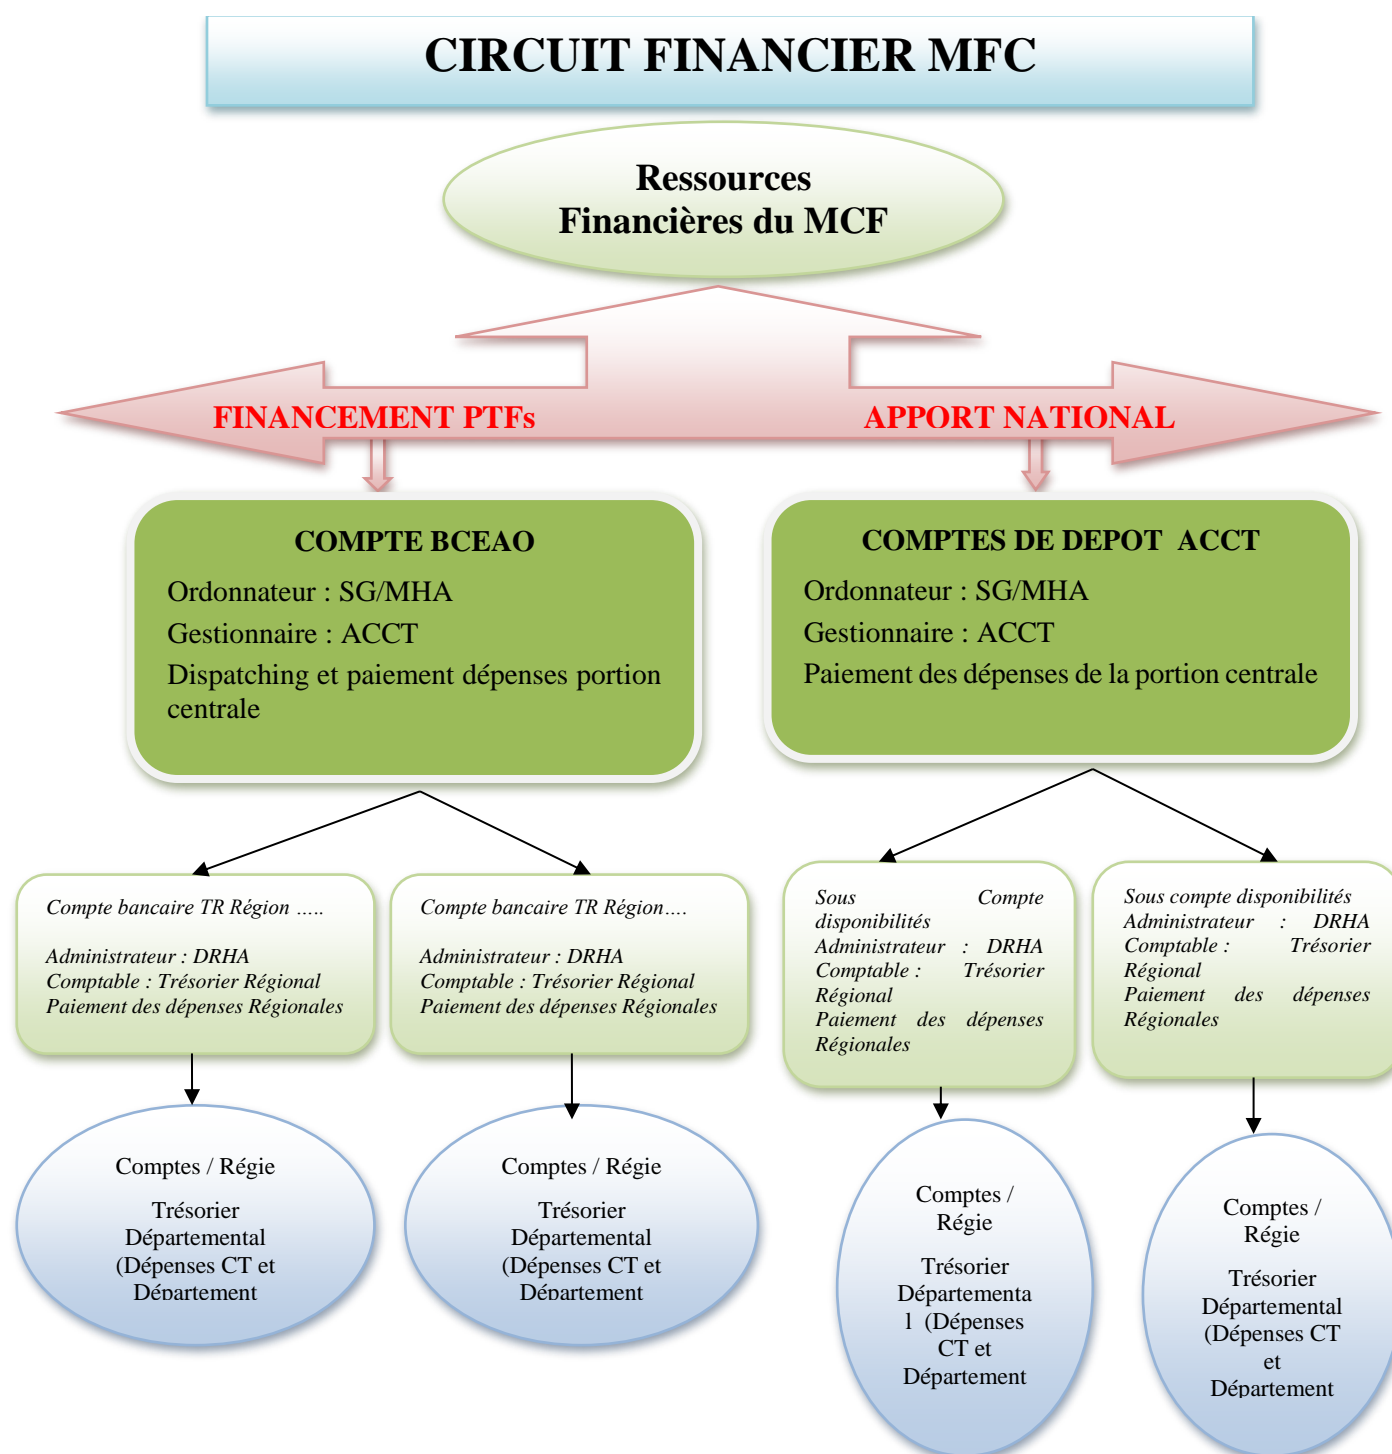 CIRCUIT FINANCIER MFC
Ressources
Financières du MCF
FINANCEMENT PTFs
APPORT NATIONAL
COMPTE BCEAO
Ordonnateur : SG/MHA
Gestionnaire : ACCT
Dispatching et paiement dépenses portion
centrale
COMPTES DE DEPOT ACCT
Ordonnateur : SG/MHA
Gestionnaire : ACCT
Paiement des dépenses de la portion centrale
Compte bancaire TR Région .....
Administrateur : DRHA
Comptable : Trésorier Régional
Paiement des dépenses Régionales
Compte bancaire TR Région....
Administrateur : DRHA
Comptable : Trésorier Régional
Paiement des dépenses Régionales
Sous Compte
disponibilités
Administrateur : DRHA
Comptable : Trésorier
Régional
Paiement des dépenses
Régionales
Sous compte disponibilités
Administrateur : DRHA
Comptable : Trésorier
Régional
Paiement des dépenses
Régionales
Comptes / Régie
Trésorier
Départemental
(Dépenses CT et
Département
Comptes / Régie
Trésorier
Départemental
(Dépenses CT et
Département
Comptes /
Régie
Trésorier
Départementa
l (Dépenses
CT et
Département
Comptes /
Régie
Trésorier
Départemental
(Dépenses CT
et
Département